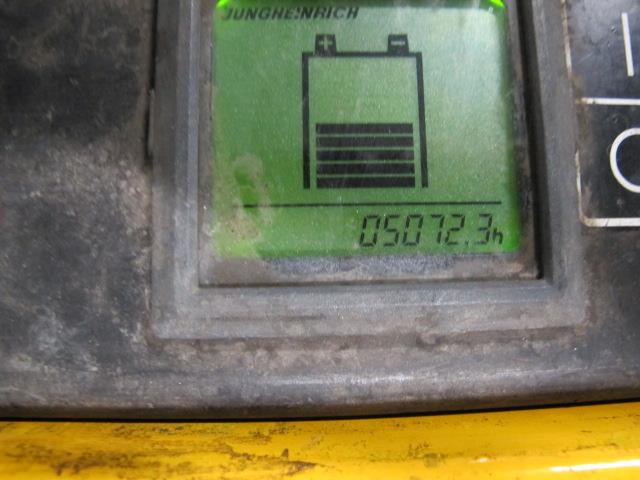 JUNGHEINRICH
+ -
05072.3h